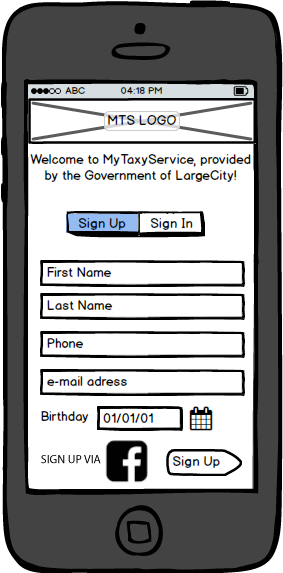 ABC 04:18 PM
MTS LOGO
Welcome to MyTaxyService, provided
by the Government of LargeCity!
Sign Up Sign In
First Name
Last Name
Phone
e-mail adress
Birthday 01/01/01
SIGN UP VIA f Sign Up